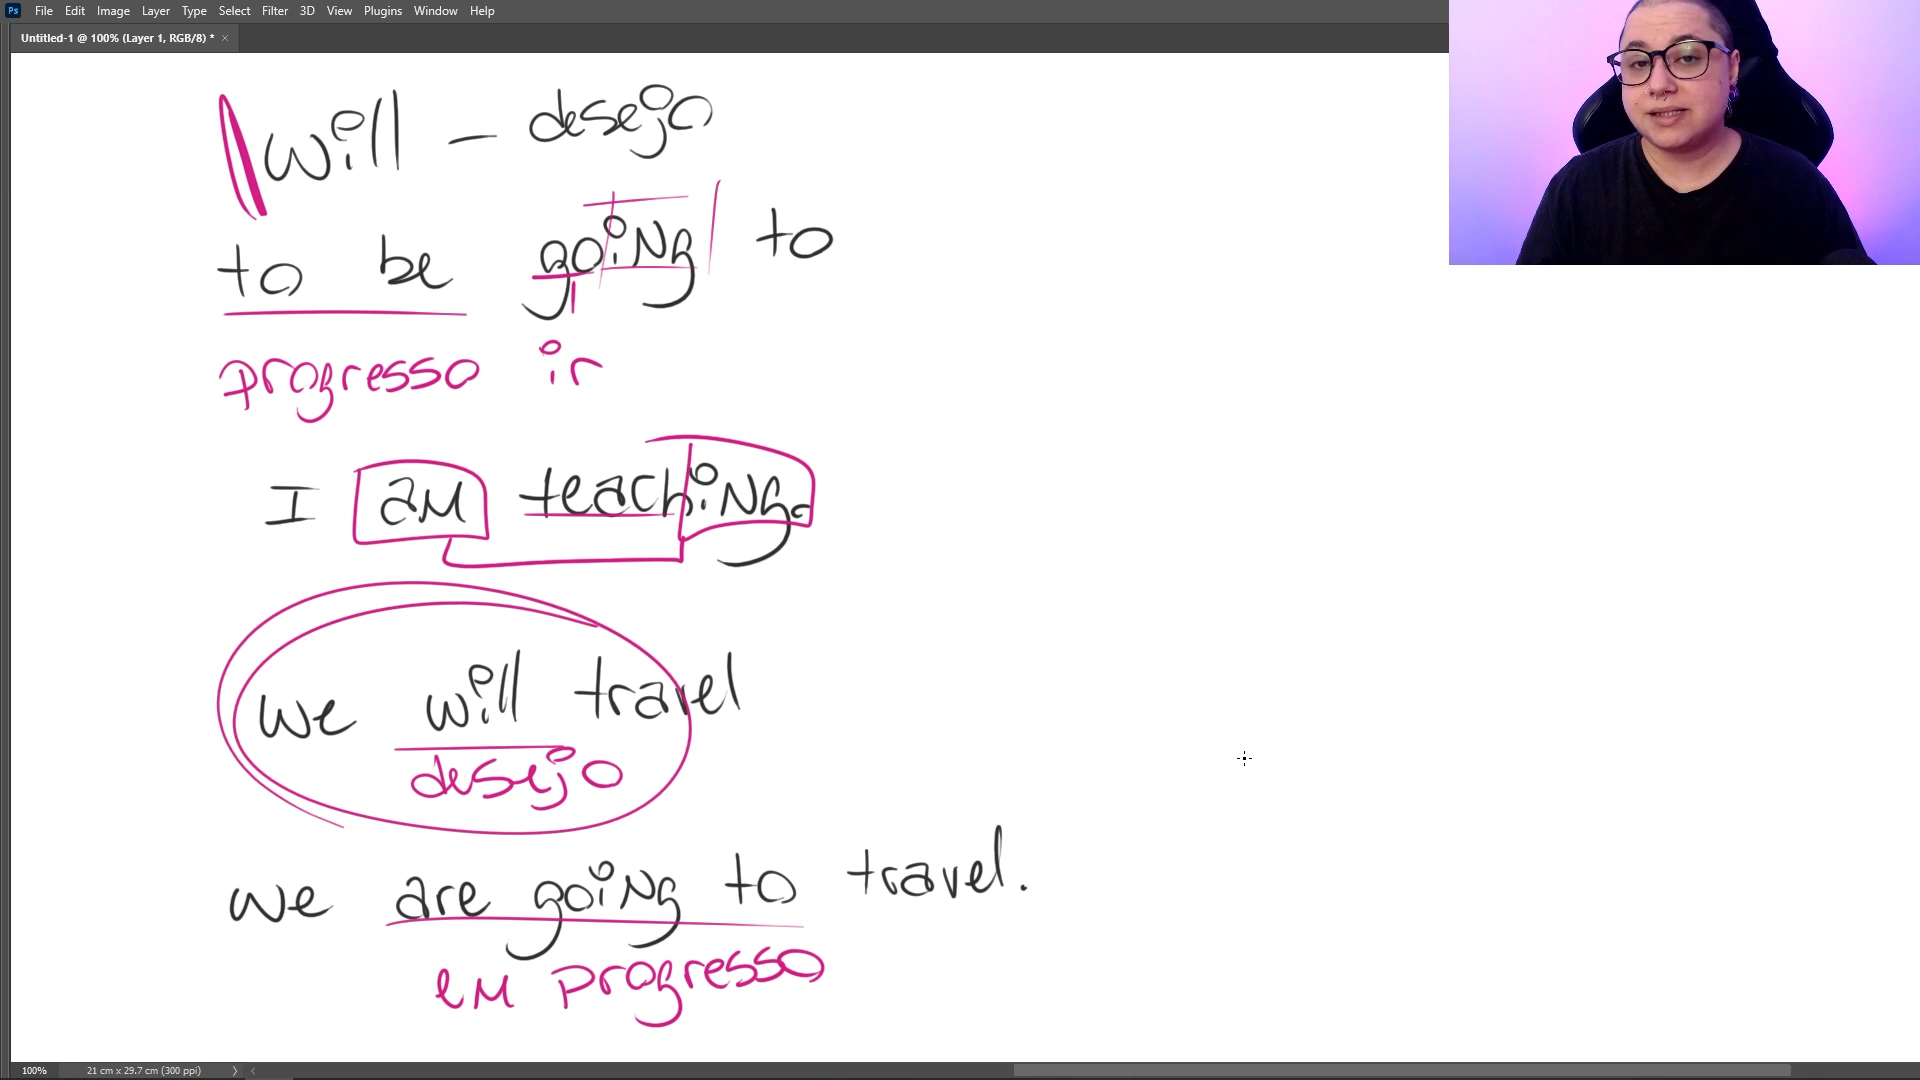 Ps File Edit Image Layer Type Select Filter 3D View Plugins Window Help
Untitled-1 @ 100% (Layer 1, RGB/8) * ×
will – desejo
to be going to
progresso ir
I am teaching.
we will travel
desejo
we are going to travel.
em progresso
100% 21 cm x 29.7 cm (300 ppi)